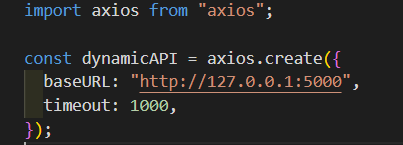 import axios from "axios";
const dynamicAPI = axios.create({
  baseURL: "http://127.0.0.1:5000",
  timeout: 1000,
});